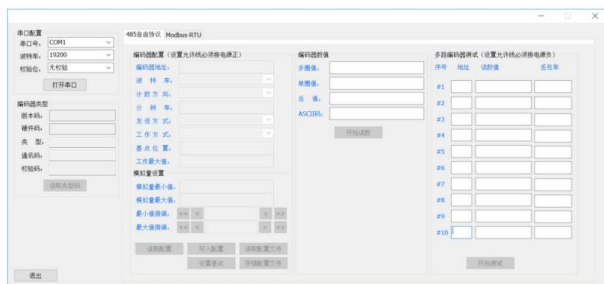 串口配置
串口号: COM1
波特率: 19200
校验位: 无校验
打开串口
编码器类型
版本码:
硬件码:
类 型:
通讯码:
校验码:
读取类型码
退出
485自由协议 Modbus-RTU
编码器配置(设置允许线必须接电源正)
编码器地址:
波 特 率:
计数方向:
分 辨 率:
发送方式:
工作方式:
基点位置:
工作最大值:
模拟量设置
模拟量最小值:
模拟量最大值:
最小值微调: << < > >>
最大值微调: << < > >>
读取配置 写入配置 读取配置文件
设置基点 存储配置文件
编码器数值
多圈值:
单圈值:
总 值:
ASCII码:
开始读数
多路编码器测试(设置允许线必须接电源负)
序号 地址 读数值 丢包率
#1
#2
#3
#4
#5
#6
#7
#8
#9
#10
开始测试